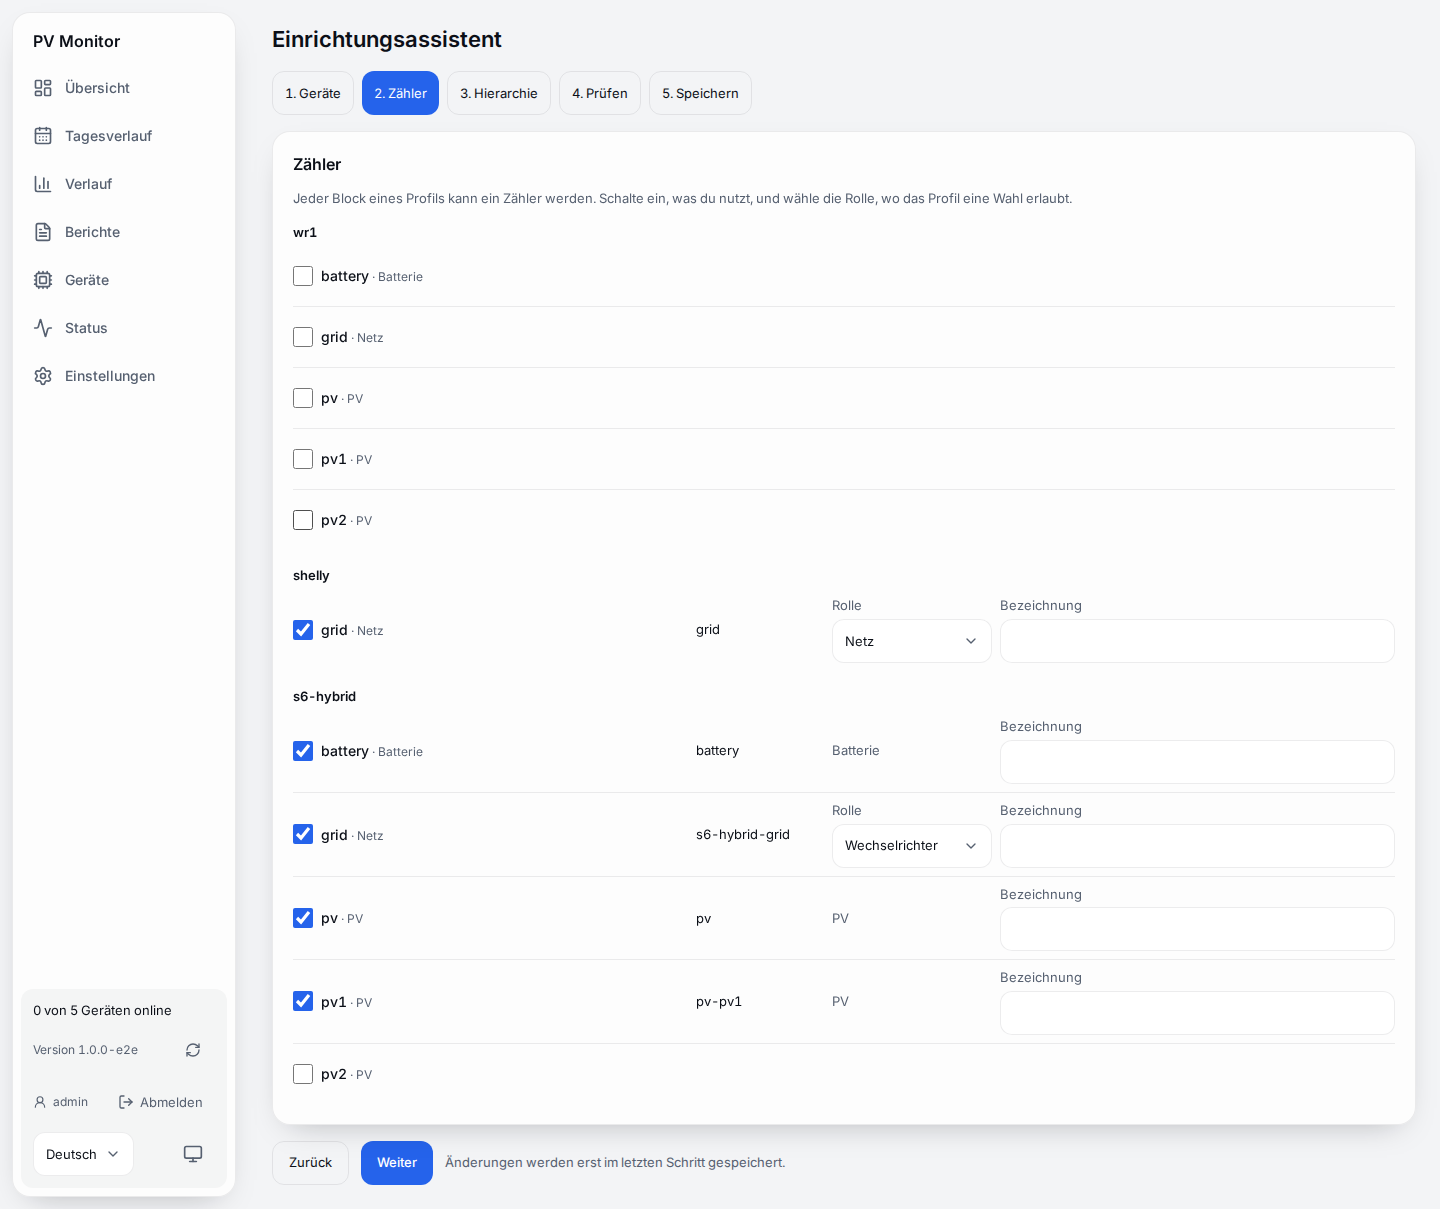 PV Monitor
Übersicht
Tagesverlauf
Verlauf
Berichte
Geräte
Status
Einstellungen
0 von 5 Geräten online
Version 1.0.0-e2e
admin
Abmelden
Deutsch
Einrichtungsassistent
1. Geräte
2. Zähler
3. Hierarchie
4. Prüfen
5. Speichern
Zähler
Jeder Block eines Profils kann ein Zähler werden. Schalte ein, was du nutzt, und wähle die Rolle, wo das Profil eine Wahl erlaubt.
wr1
battery · Batterie
grid · Netz
pv · PV
pv1 · PV
pv2 · PV
shelly
Rolle
Bezeichnung
grid · Netz
grid
Netz
s6-hybrid
Bezeichnung
battery · Batterie
battery
Batterie
Rolle
Bezeichnung
grid · Netz
s6-hybrid-grid
Wechselrichter
Bezeichnung
pv · PV
pv
PV
Bezeichnung
pv1 · PV
pv-pv1
PV
pv2 · PV
Zurück
Weiter
Änderungen werden erst im letzten Schritt gespeichert.